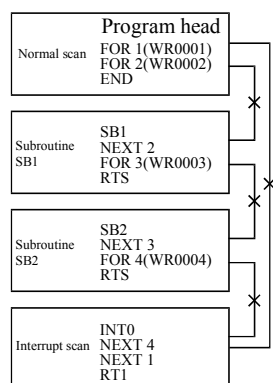 Program head
Normal scan
FOR 1(WR0001)
FOR 2(WR0002)
END
Subroutine
SB1
SB1
NEXT 2
FOR 3(WR0003)
RTS
Subroutine
SB2
SB2
NEXT 3
FOR 4(WR0004)
RTS
Interrupt scan
INT0
NEXT 4
NEXT 1
RT1